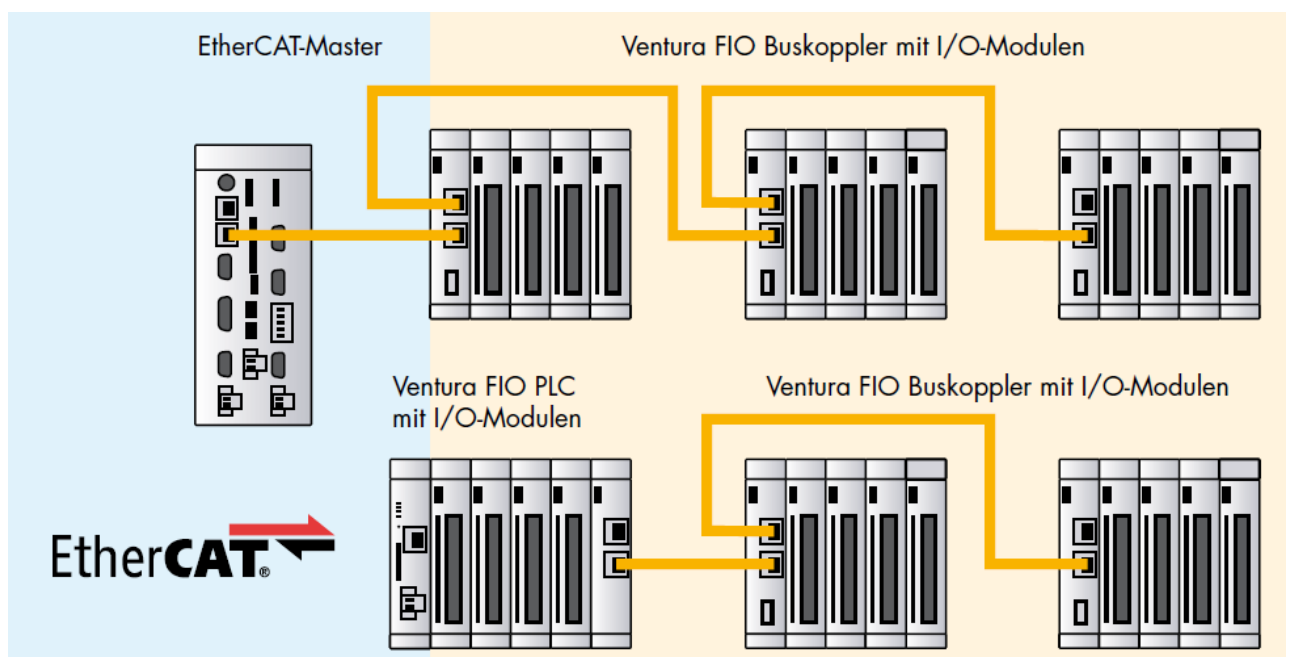 EtherCAT-Master
Ventura FIO Buskoppler mit I/O-Modulen
Ventura FIO PLC
mit I/O-Modulen
Ventura FIO Buskoppler mit I/O-Modulen
EtherCAT®